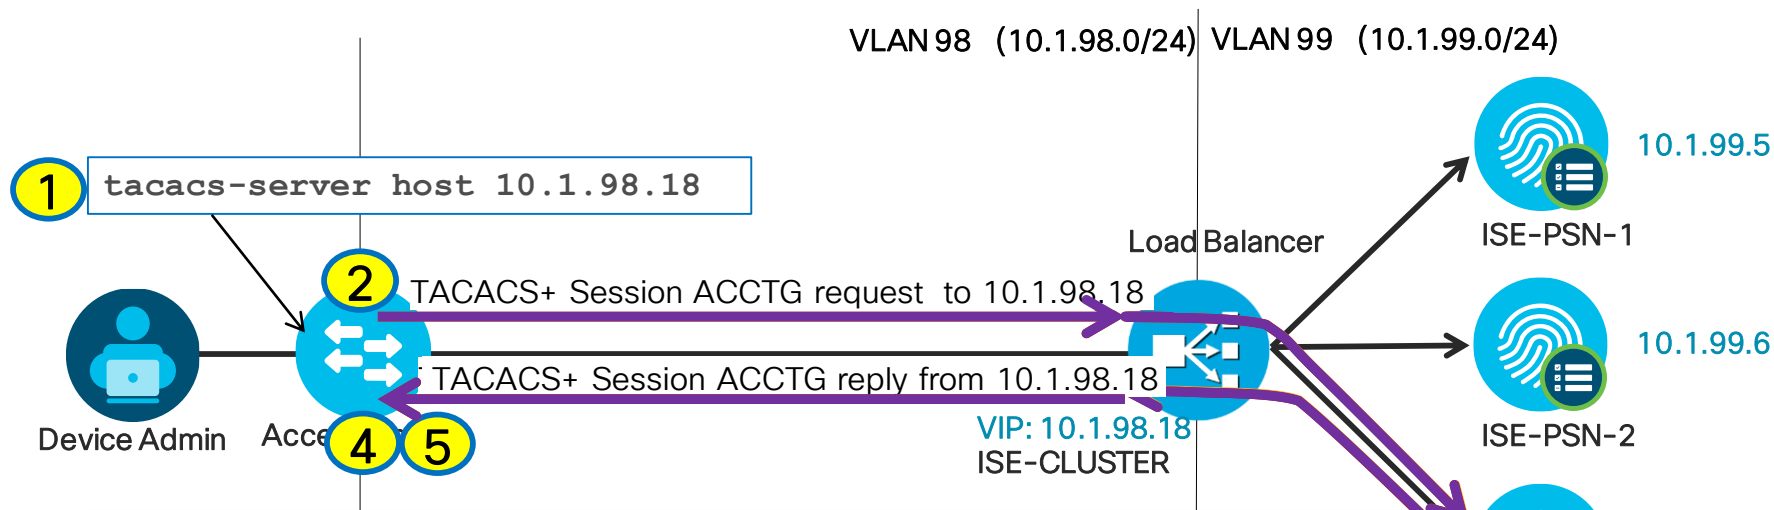 VLAN 98 (10.1.98.0/24)
VLAN 99 (10.1.99.0/24)
10.1.99.5
1
tacacs-server host 10.1.98.18
ISE-PSN-1
Load Balancer
2
TACACS+ Session ACCTG request to 10.1.98.18
10.1.99.6
TACACS+ Session ACCTG reply from 10.1.98.18
VIP: 10.1.98.18
ISE-CLUSTER
Device Admin
4
5
ISE-PSN-2